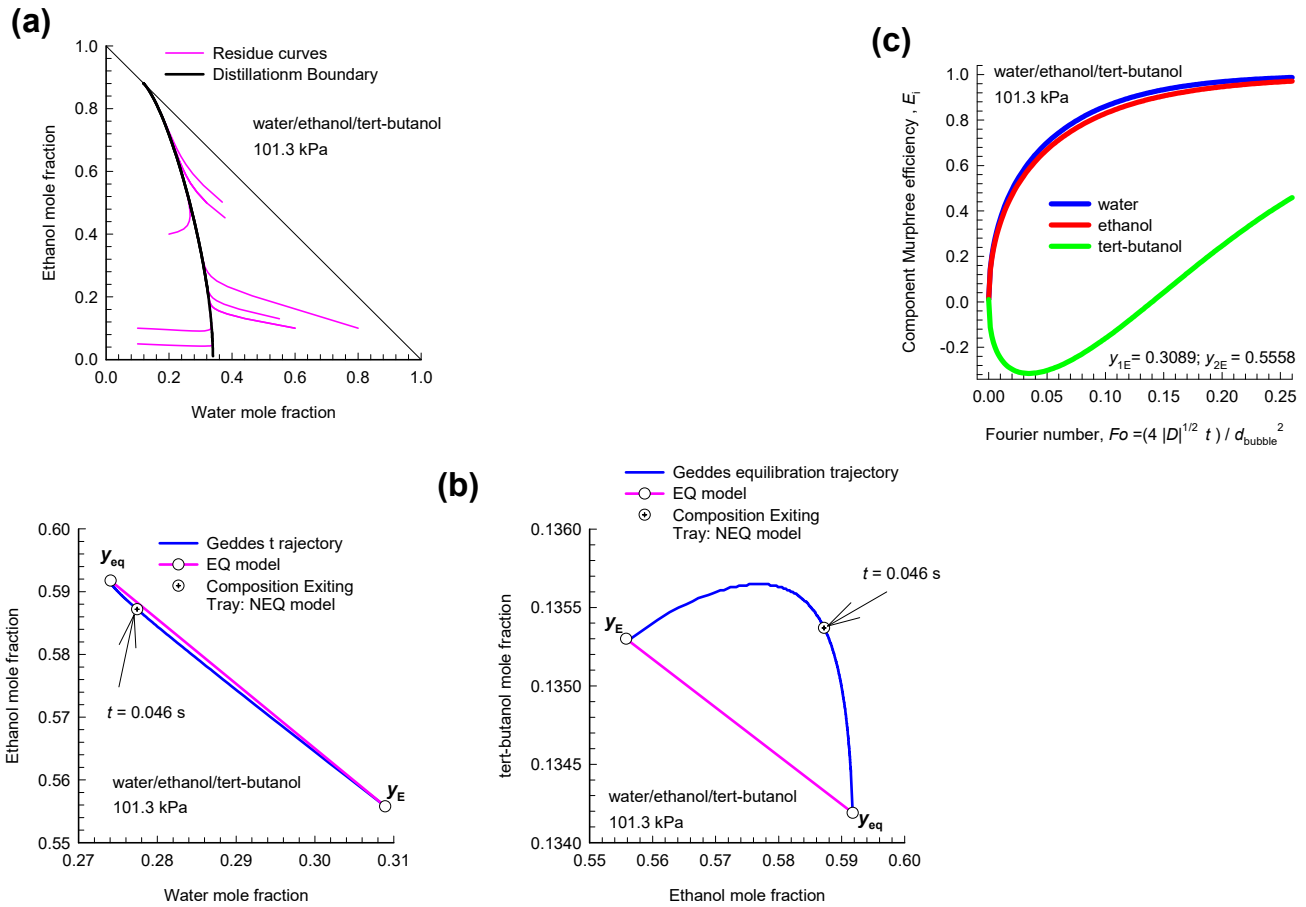 (a)
Residue curves
Distillationm Boundary
water/ethanol/tert-butanol
101.3 kPa
Ethanol mole fraction
1.0
0.8
0.6
0.4
0.2
0.0
0.0 0.2 0.4 0.6 0.8 1.0
Water mole fraction
(c)
water/ethanol/tert-butanol
101.3 kPa
Component Murphree efficiency , Ei
1.0
0.8
0.6
0.4
0.2
0.0
-0.2
water
ethanol
tert-butanol
y1E= 0.3089; y2E = 0.5558
0.00 0.05 0.10 0.15 0.20 0.25
Fourier number, Fo =(4 |D|^1/2 t ) / dbubble^2
(b)
Geddes t rajectory
EQ model
Composition Exiting
Tray: NEQ model
yeq
t = 0.046 s
yE
water/ethanol/tert-butanol
101.3 kPa
Ethanol mole fraction
0.60
0.59
0.58
0.57
0.56
0.55
0.27 0.28 0.29 0.30 0.31
Water mole fraction
Geddes equilibration trajectory
EQ model
Composition Exiting
Tray: NEQ model
t = 0.046 s
yE
yeq
water/ethanol/tert-butanol
101.3 kPa
tert-butanol mole fraction
0.1360
0.1355
0.1350
0.1345
0.1340
0.55 0.56 0.57 0.58 0.59 0.60
Ethanol mole fraction